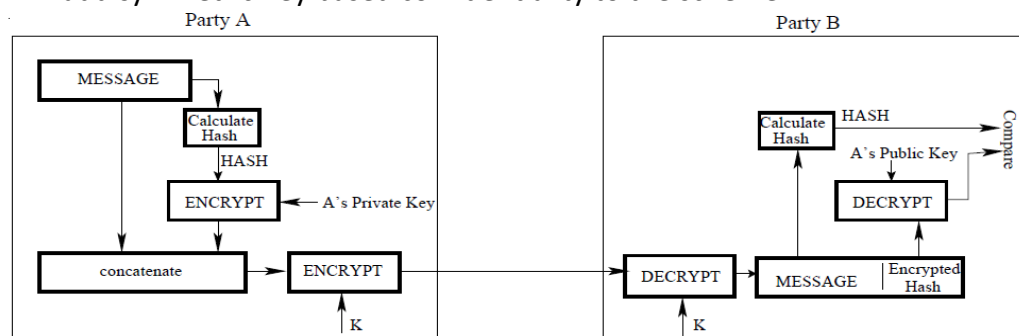 Party A
Party B
MESSAGE
Calculate
Hash
HASH
ENCRYPT
A's Private Key
concatenate
ENCRYPT
K
Calculate
Hash
HASH
Compare
A's Public Key
DECRYPT
DECRYPT
MESSAGE
Encrypted
Hash
K